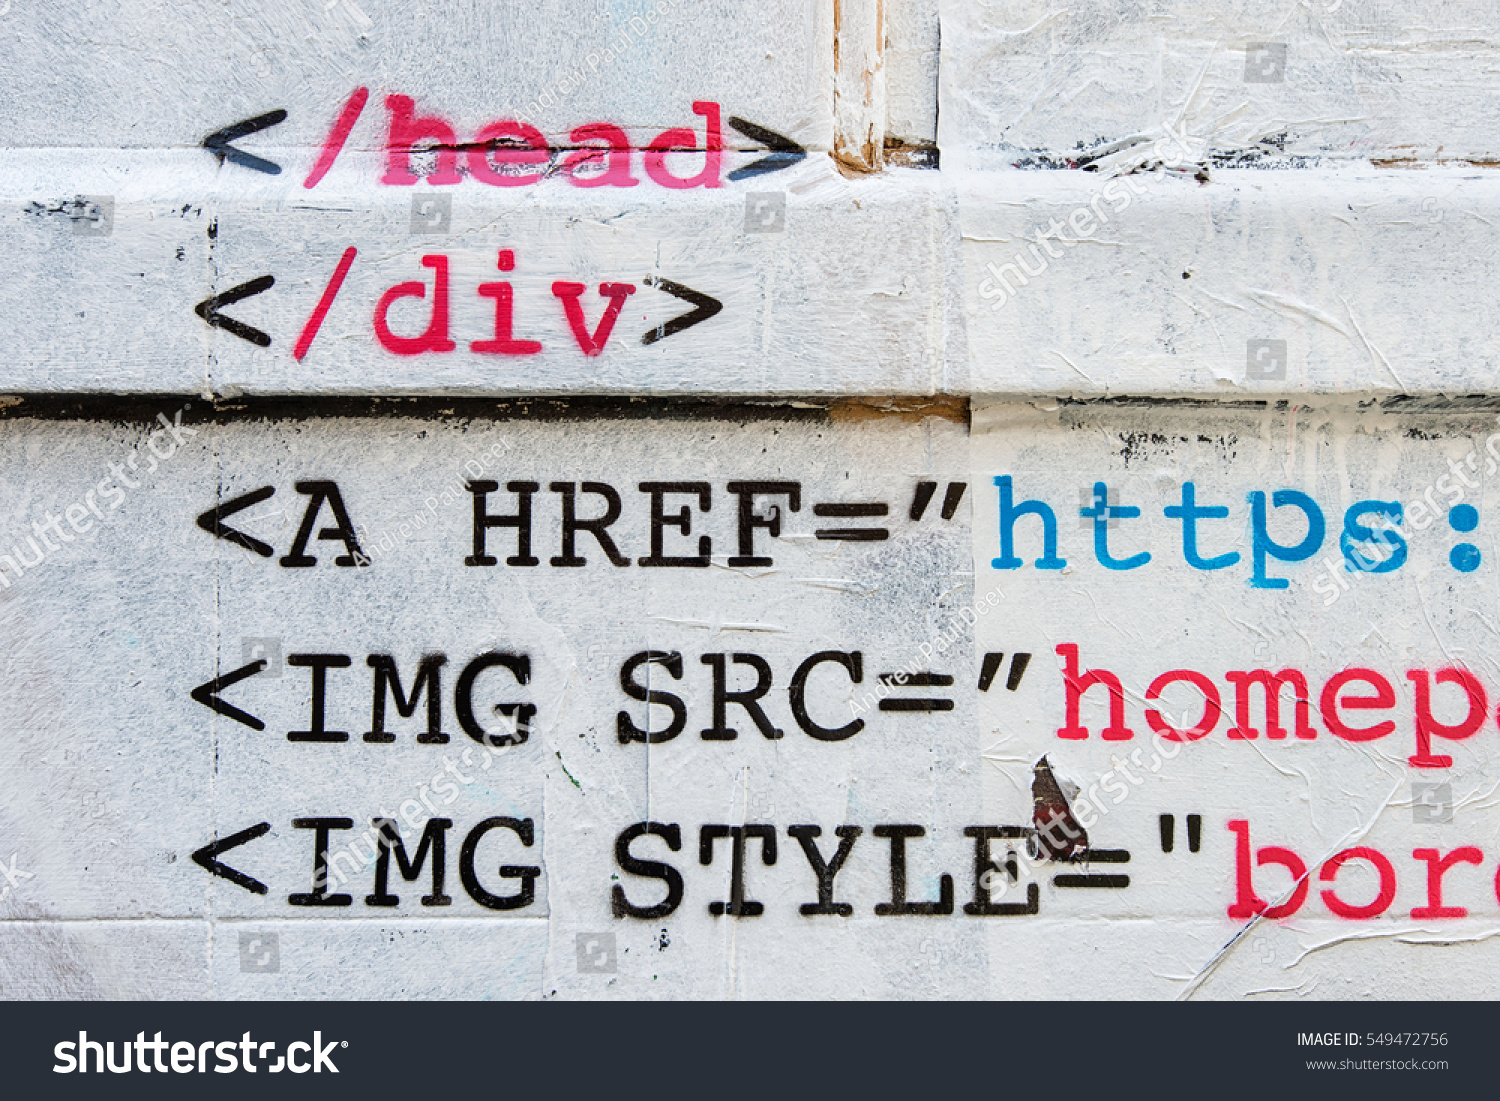 </head>
</div>
<A HREF=”https:
<IMG SRC=”homep
<IMG STYLE="bor
shutterstock
IMAGE ID: 549472756
www.shutterstock.com